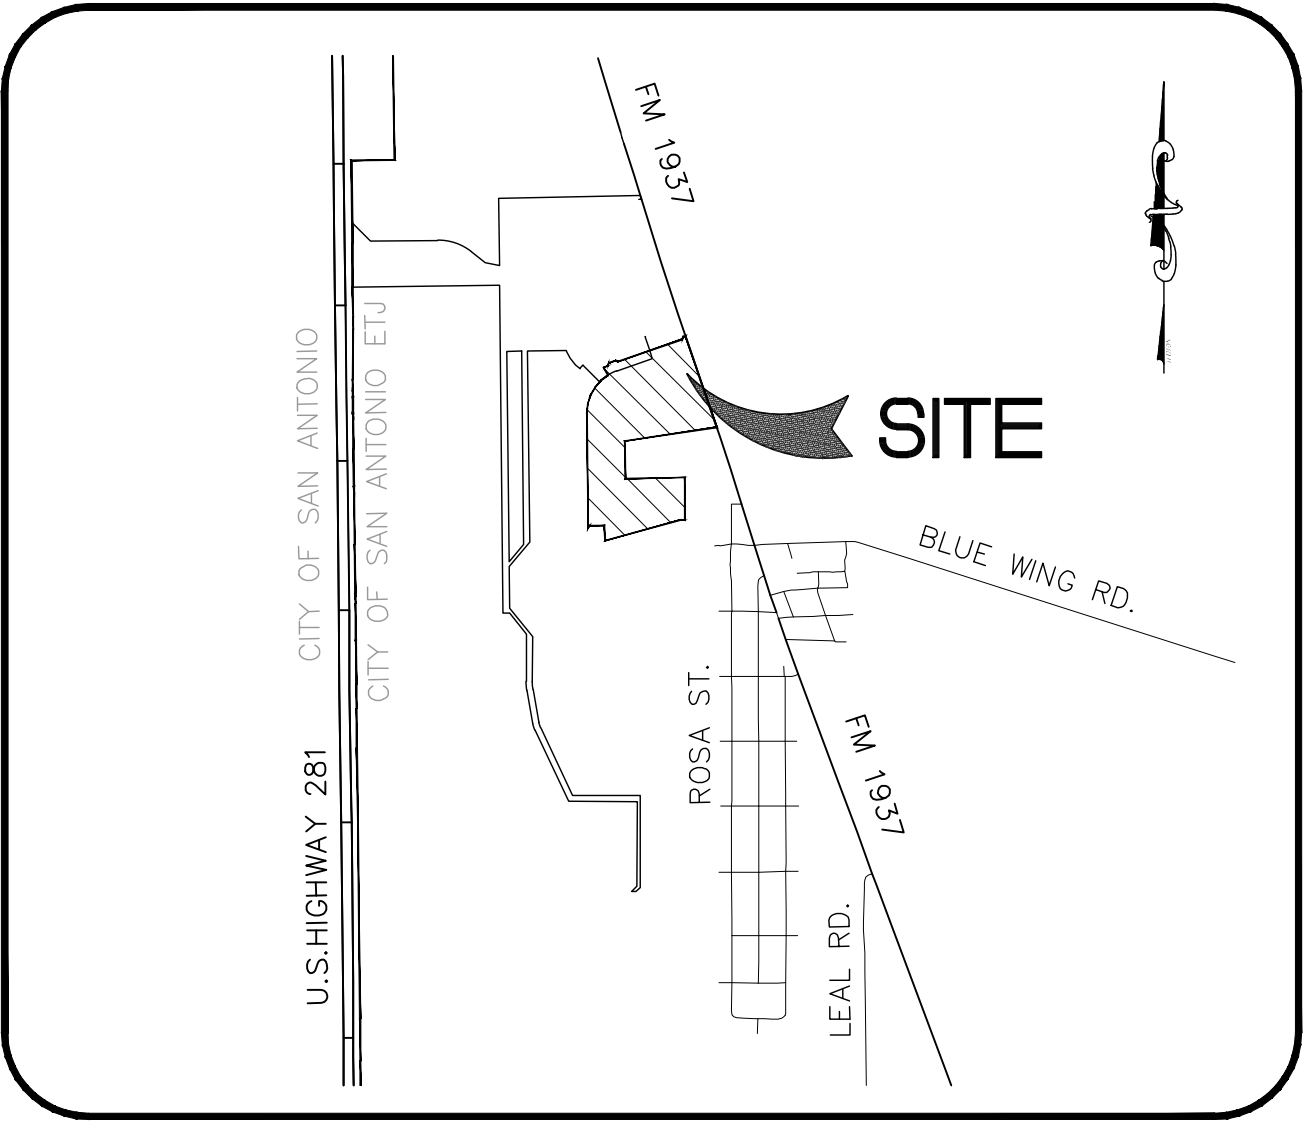 FM 1937
CITY OF SAN ANTONIO
CITY OF SAN ANTONIO ETJ
SITE
BLUE WING RD.
ROSA ST.
FM 1937
U.S.HIGHWAY 281
LEAL RD.
NORTH